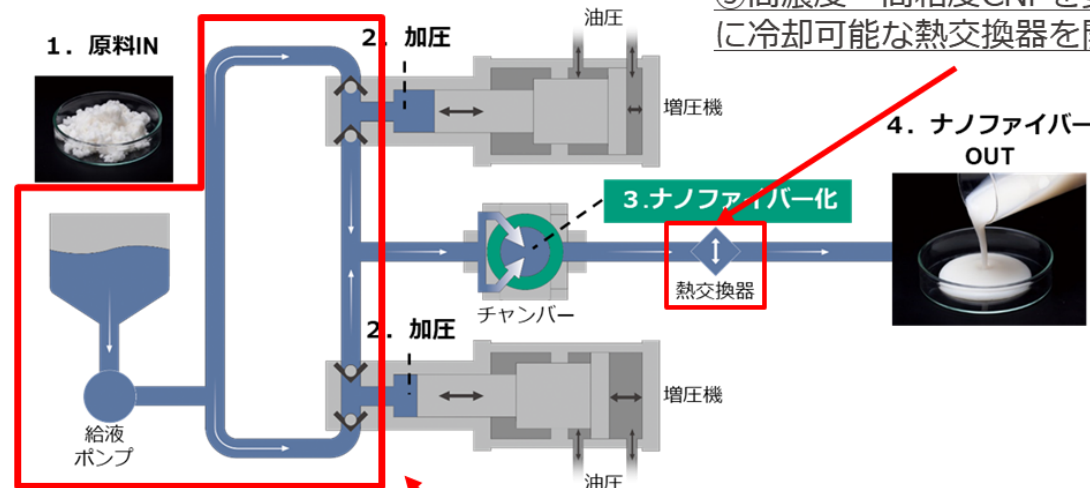 に冷却可能な熱交換器を
油圧
1．原料IN
2．加圧
増圧機
4．ナノファイバー
OUT
3.ナノファイバー化
熱交換器
チャンバー
2．加圧
増圧機
給液
ポンプ
油圧